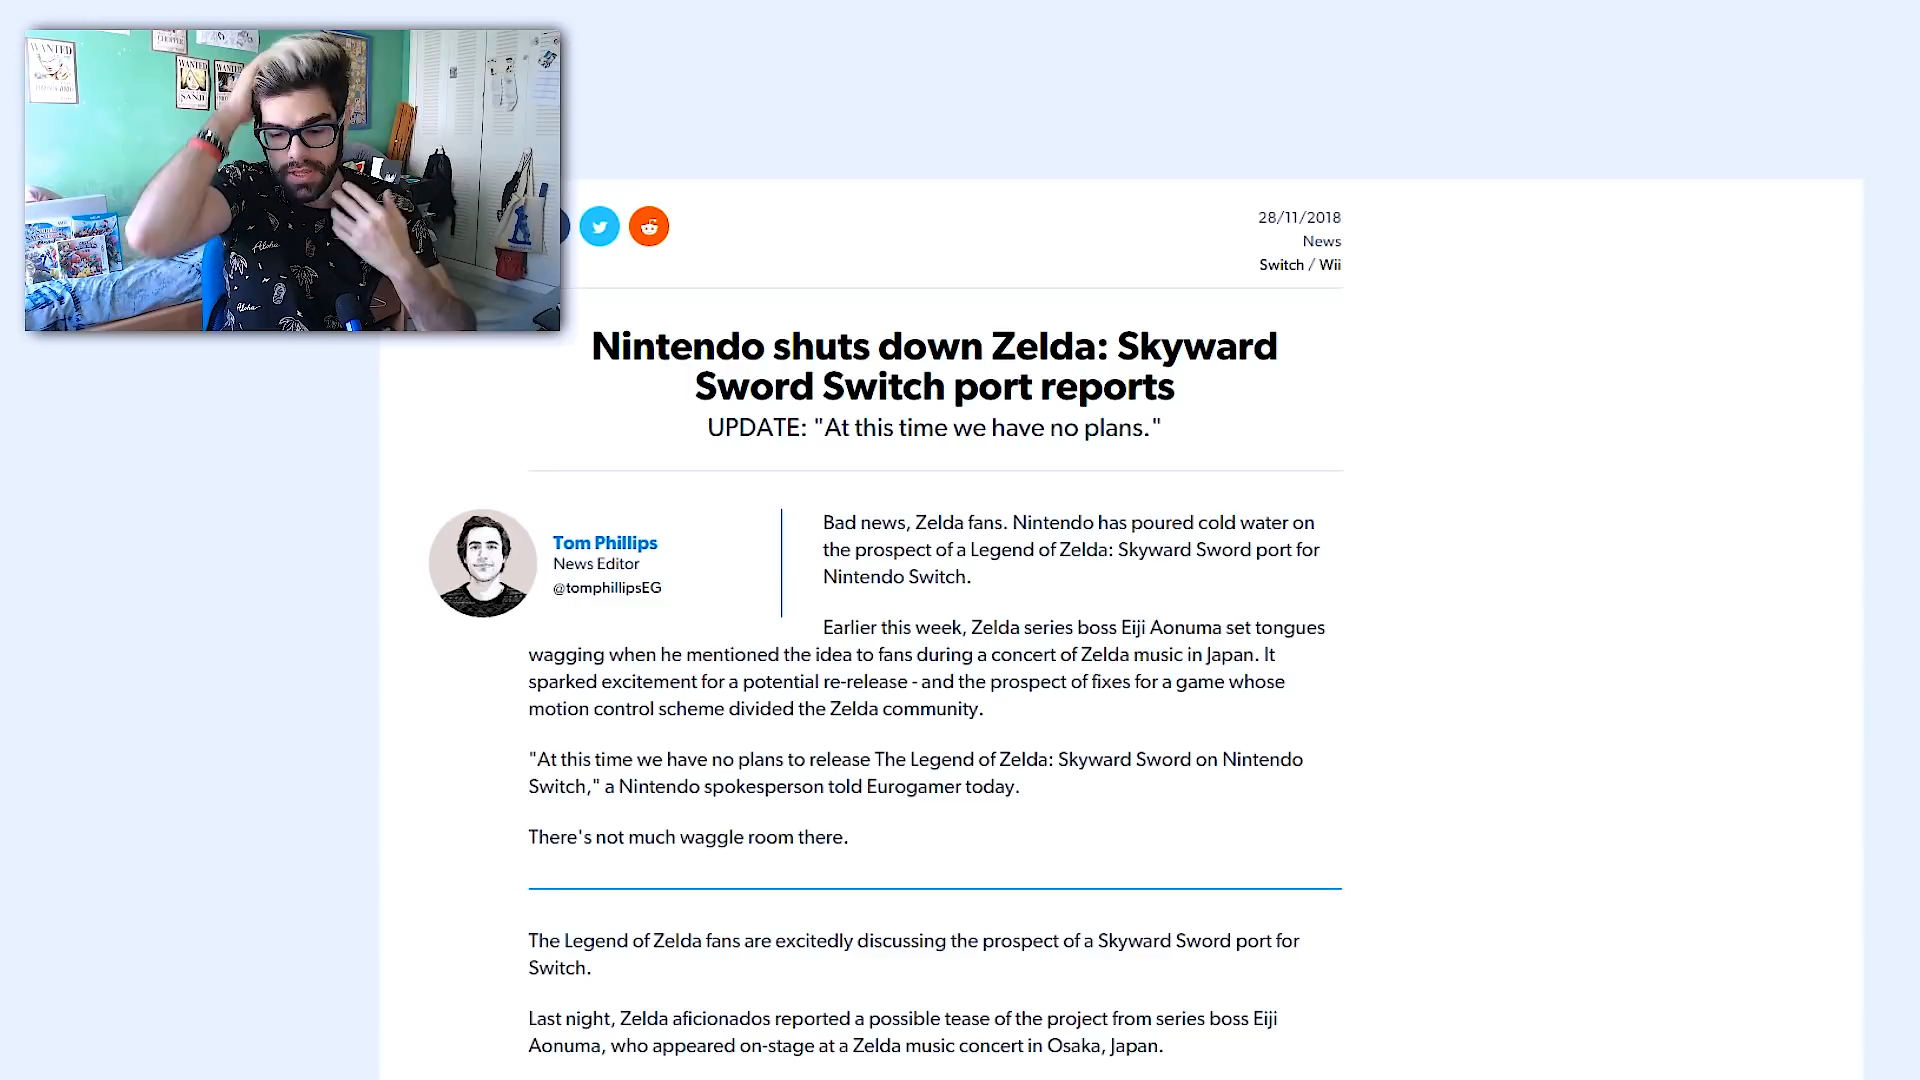 WANTED
CHOPPER
WANTED
SANJI
WANTED
Aloha
Aloha
28/11/2018
News
Switch / Wii
Nintendo shuts down Zelda: Skyward
Sword Switch port reports
UPDATE: "At this time we have no plans."
Tom Phillips
News Editor
@tomphillipsEG
Bad news, Zelda fans. Nintendo has poured cold water on
the prospect of a Legend of Zelda: Skyward Sword port for
Nintendo Switch.
Earlier this week, Zelda series boss Eiji Aonuma set tongues
wagging when he mentioned the idea to fans during a concert of Zelda music in Japan. It
sparked excitement for a potential re-release - and the prospect of fixes for a game whose
motion control scheme divided the Zelda community.
"At this time we have no plans to release The Legend of Zelda: Skyward Sword on Nintendo
Switch," a Nintendo spokesperson told Eurogamer today.
There's not much waggle room there.
The Legend of Zelda fans are excitedly discussing the prospect of a Skyward Sword port for
Switch.
Last night, Zelda aficionados reported a possible tease of the project from series boss Eiji
Aonuma, who appeared on-stage at a Zelda music concert in Osaka, Japan.